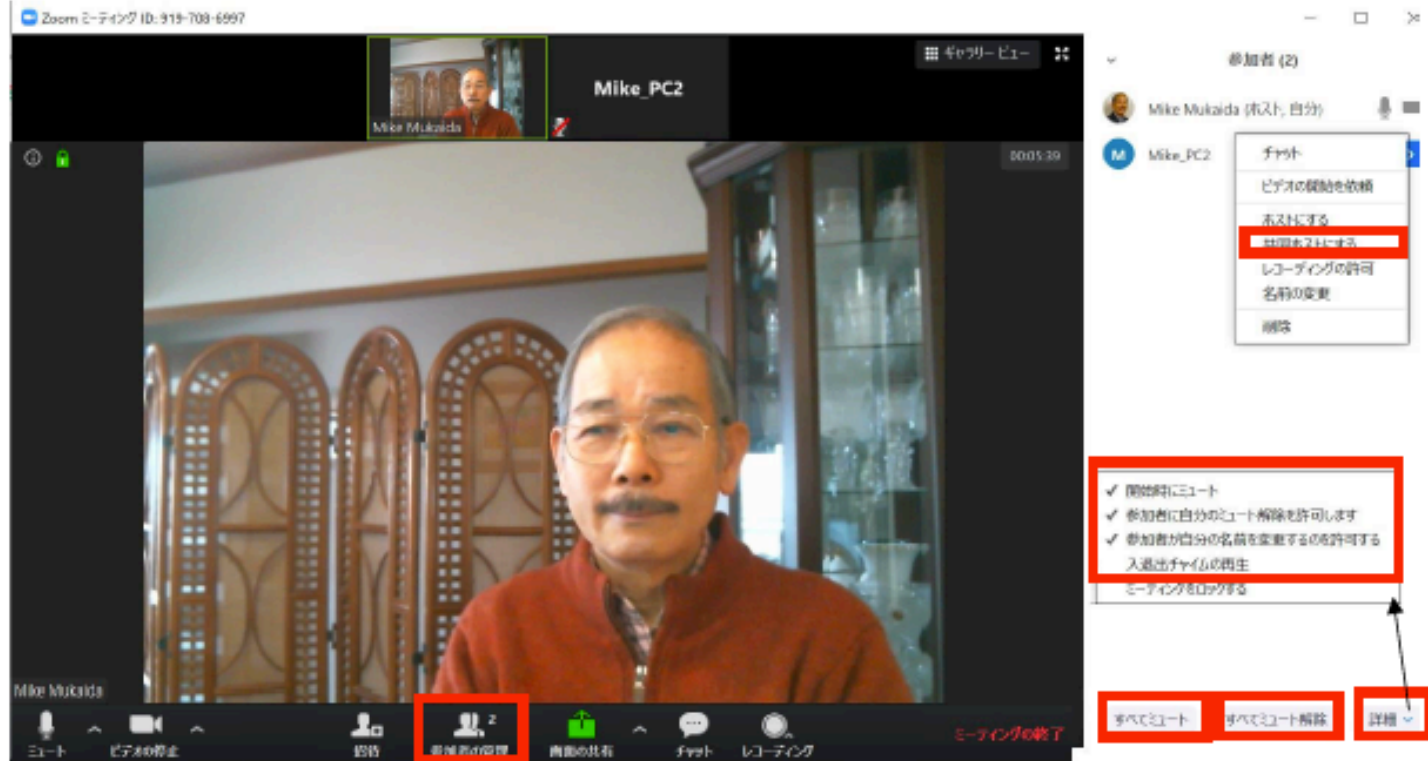 Zoom ミーティング ID: 919-708-6997
ギャラリー ビュー
Mike_PC2
Mike Mukaida
00:05:39
Mike Mukaida
ミュート
ビデオの停止
招待
2
参加者の管理
画面の共有
チャット
レコーディング
ミーティングの終了
参加者 (2)
Mike Mukaida (ホスト, 自分)
M
Mike_PC2
チャット
ビデオの開始を依頼
ホストにする
共同ホストにする
レコーディングの許可
名前の変更
削除
✓ 開始時にミュート
✓ 参加者に自分のミュート解除を許可します
✓ 参加者が自分の名前を変更するのを許可する
入退出チャイムの再生
ミーティングをロックする
すべてミュート
すべてミュート解除
詳細